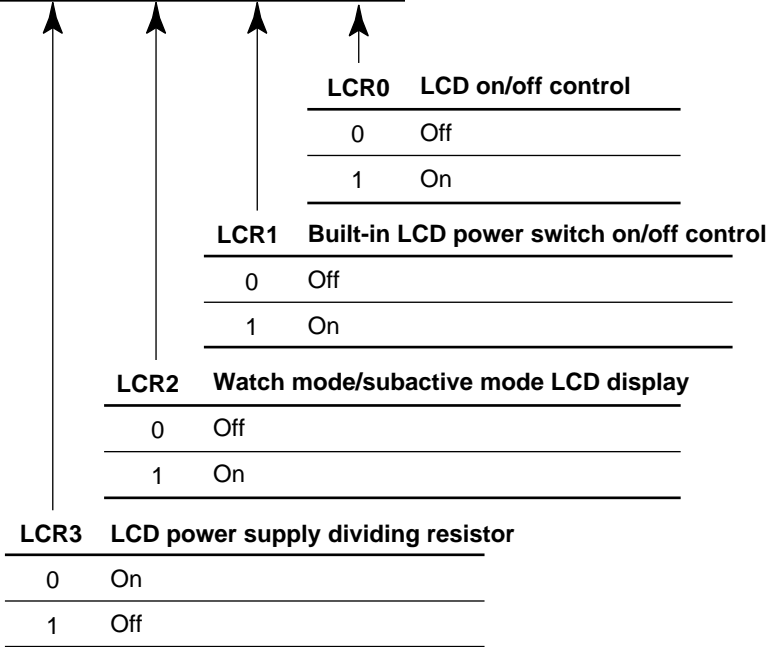 LCR0 LCD on/off control
0 Off
1 On
LCR1 Built-in LCD power switch on/off control
0 Off
1 On
LCR2 Watch mode/subactive mode LCD display
0 Off
1 On
LCR3 LCD power supply dividing resistor
0 On
1 Off